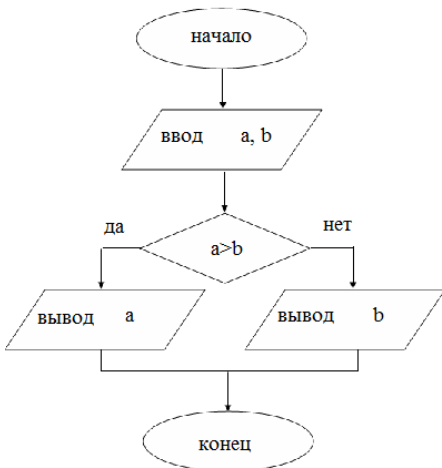 начало
ввод a, b
да
нет
a>b
вывод a
вывод b
конец